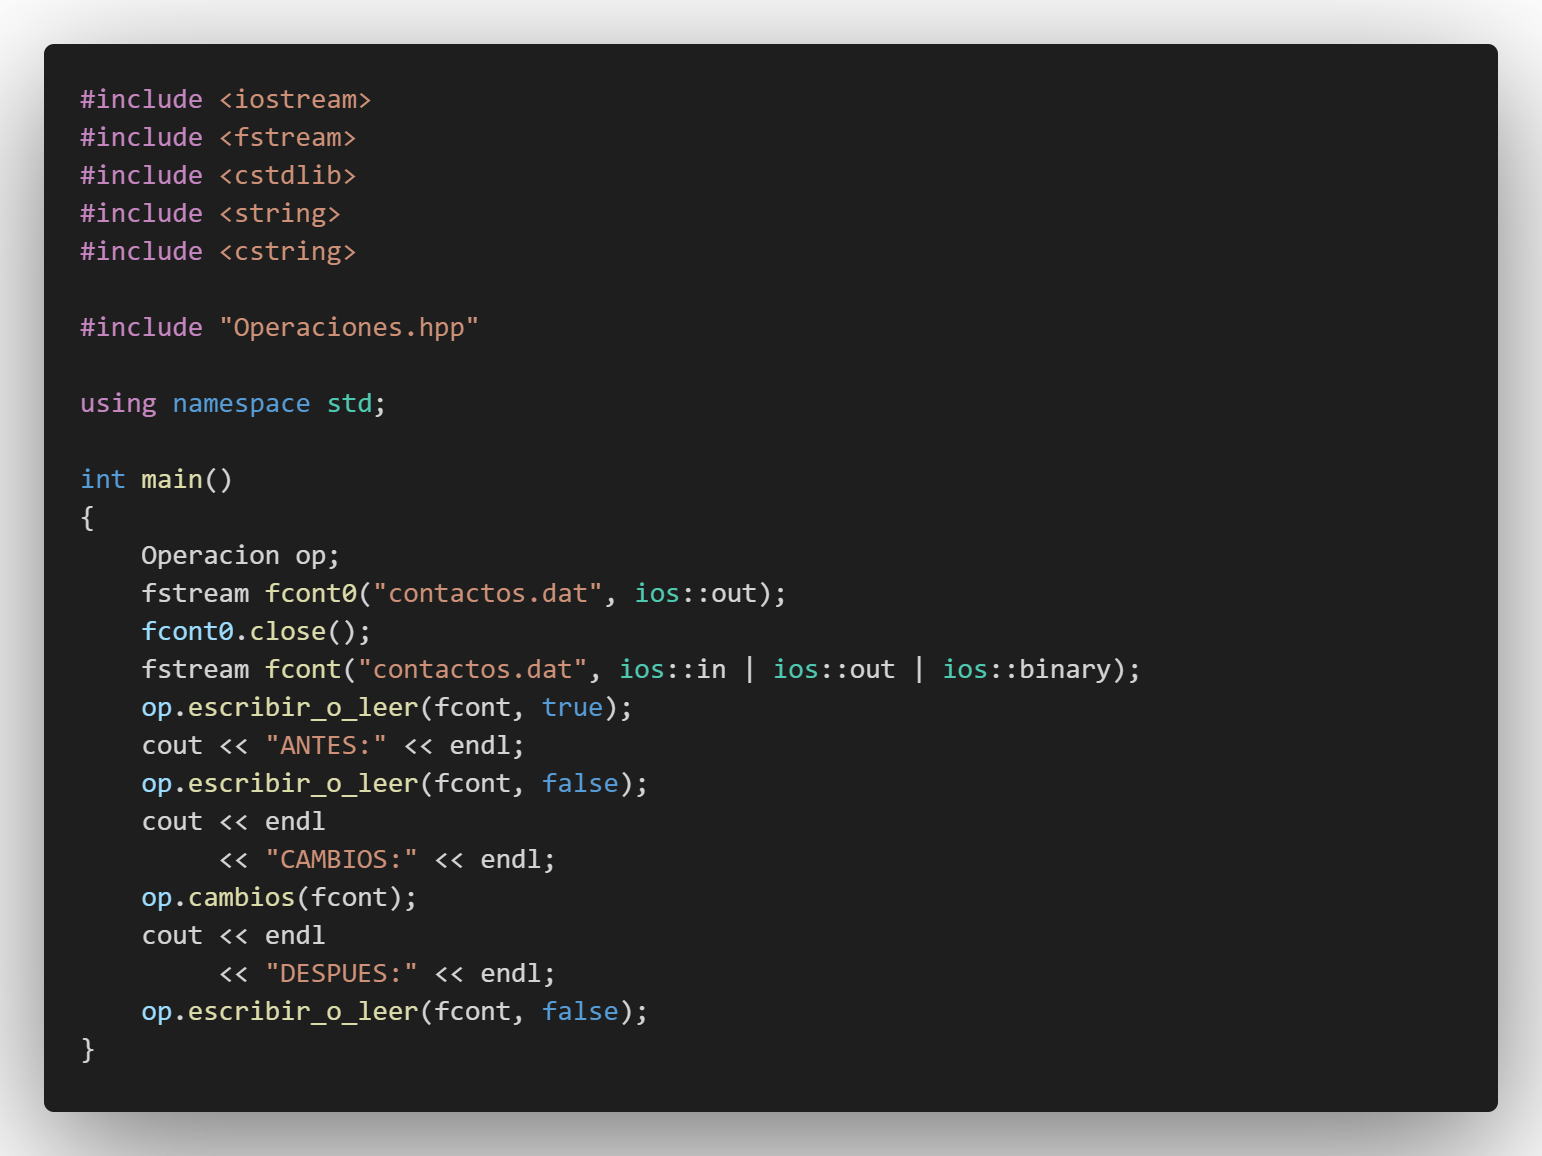 #include <iostream>
#include <fstream>
#include <cstdlib>
#include <string>
#include <cstring>

#include "Operaciones.hpp"

using namespace std;

int main()
{
    Operacion op;
    fstream fcont0("contactos.dat", ios::out);
    fcont0.close();
    fstream fcont("contactos.dat", ios::in | ios::out | ios::binary);
    op.escribir_o_leer(fcont, true);
    cout << "ANTES:" << endl;
    op.escribir_o_leer(fcont, false);
    cout << endl
         << "CAMBIOS:" << endl;
    op.cambios(fcont);
    cout << endl
         << "DESPUES:" << endl;
    op.escribir_o_leer(fcont, false);
}